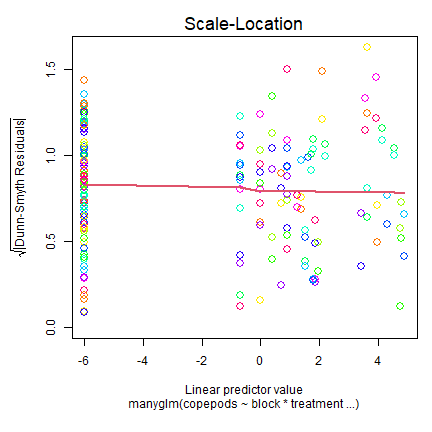 Scale-Location
√|Dunn-Smyth Residuals|
1.5
1.0
0.5
0.0
-6 -4 -2 0 2 4
Linear predictor value
manyglm(copepods ~ block * treatment ...)